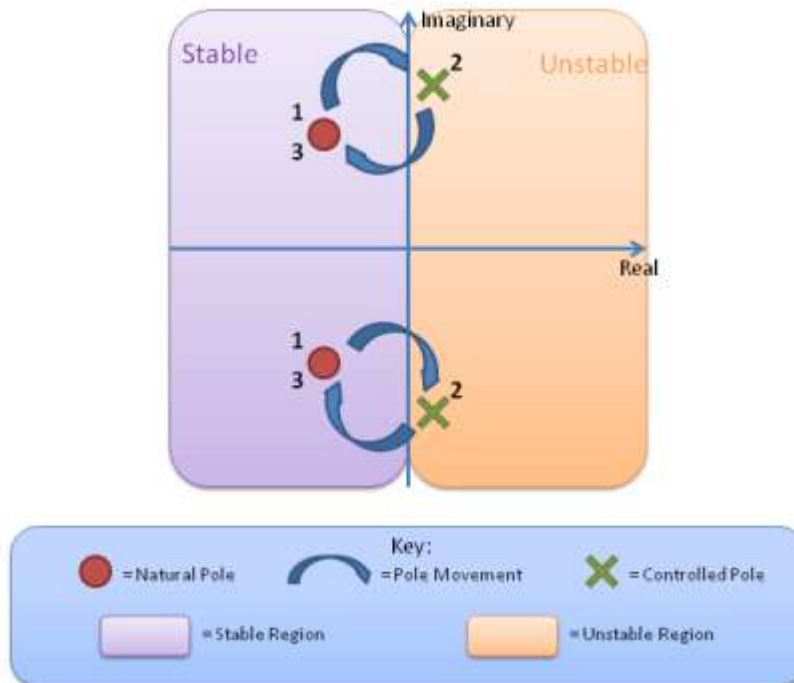 Imaginary
Stable
Unstable
2
1
3
Real
1
3
2
Key:
= Natural Pole
=Pole Movement
= Controlled Pole
= Stable Region
= Unstable Region